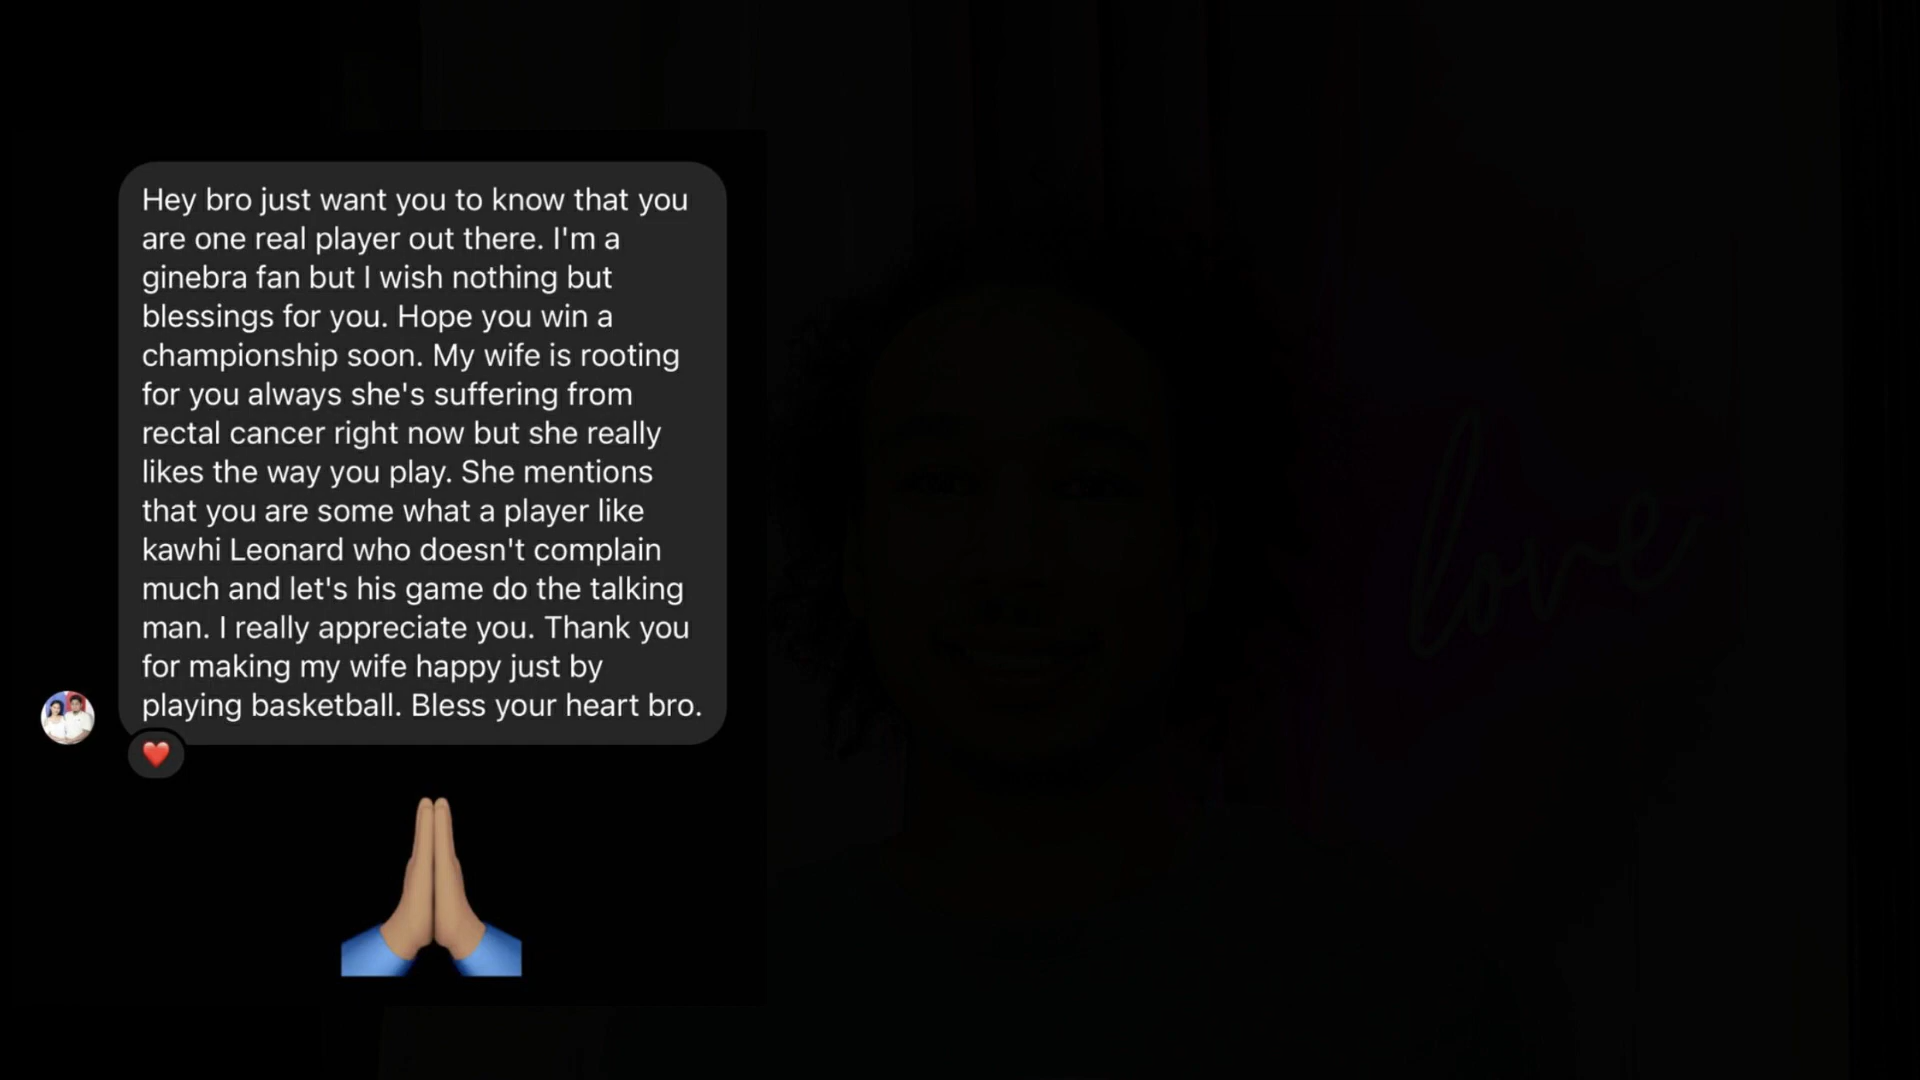 Hey bro just want you to know that you
are one real player out there. I'm a
ginebra fan but I wish nothing but
blessings for you. Hope you win a
championship soon. My wife is rooting
for you always she's suffering from
rectal cancer right now but she really
likes the way you play. She mentions
that you are some what a player like
kawhi Leonard who doesn't complain
much and let's his game do the talking
man. I really appreciate you. Thank you
for making my wife happy just by
playing basketball. Bless your heart bro.
love